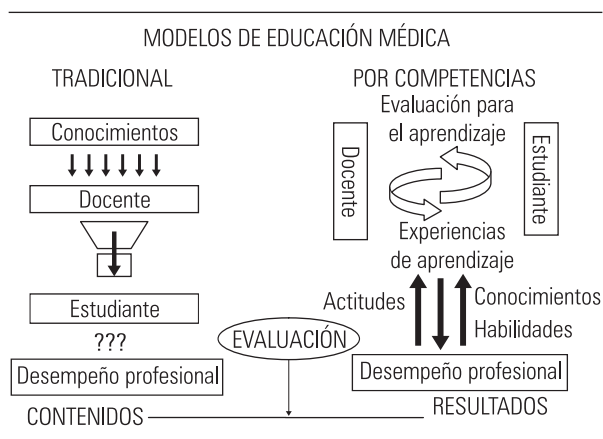 MODELOS DE EDUCACIÓN MÉDICA
TRADICIONAL
Conocimientos
Docente
Estudiante
???
Desempeño profesional
CONTENIDOS
EVALUACIÓN
POR COMPETENCIAS
Evaluación para
el aprendizaje
Docente
Estudiante
Experiencias
de aprendizaje
Actitudes
Conocimientos
Habilidades
Desempeño profesional
RESULTADOS